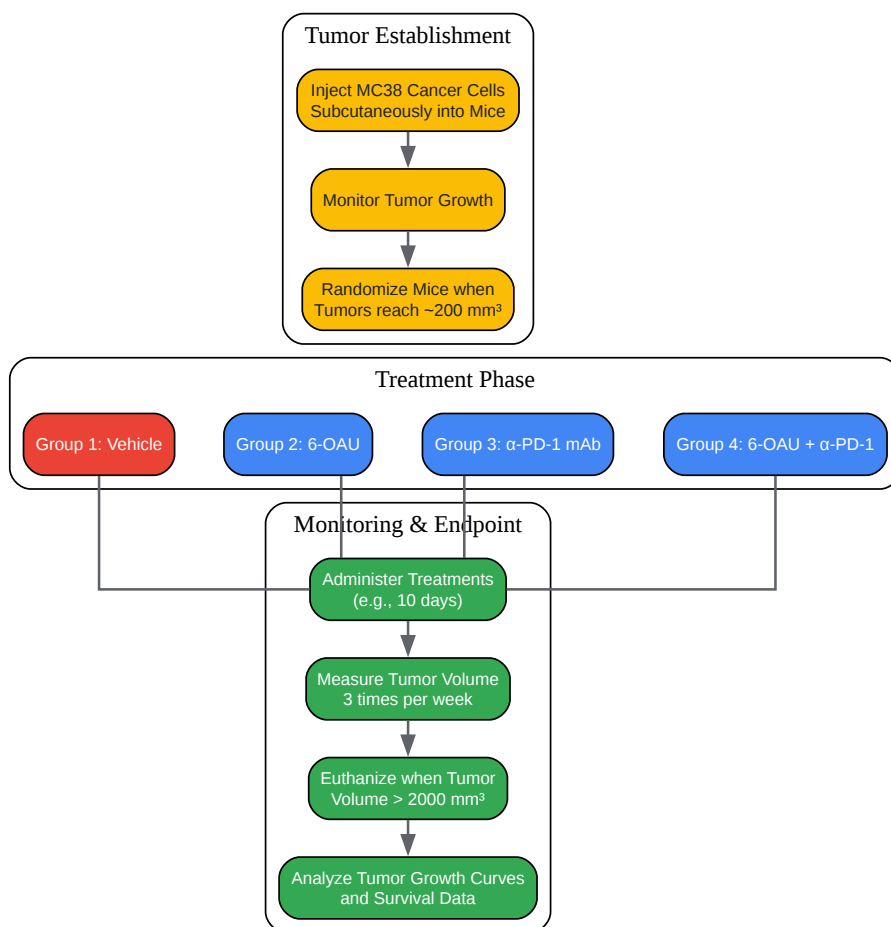 Tumor Establishment
Inject MC38 Cancer Cells
Subcutaneously into Mice
Monitor Tumor Growth
Randomize Mice when
Tumors reach ~200 mm³
Treatment Phase
Group 1: Vehicle
Group 2: 6-OAU
Group 3: α-PD-1 mAb
Group 4: 6-OAU + α-PD-1
Monitoring & Endpoint
Administer Treatments
(e.g., 10 days)
Measure Tumor Volume
3 times per week
Euthanize when Tumor
Volume > 2000 mm³
Analyze Tumor Growth Curves
and Survival Data